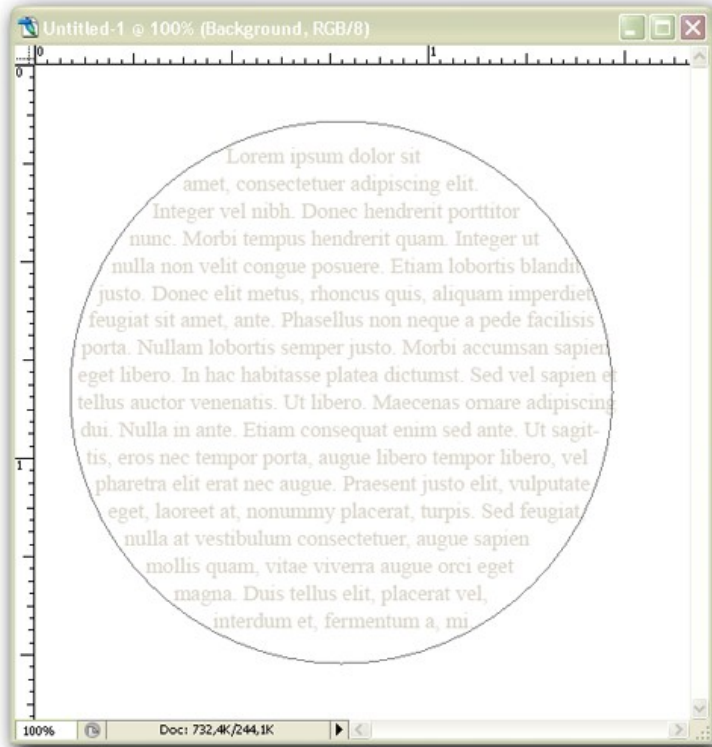 Untitled-1 @ 100% (Background, RGB/8)
0 1
0
Lorem ipsum dolor sit
amet, consectetuer adipiscing elit.
Integer vel nibh. Donec hendrerit porttitor
nunc. Morbi tempus hendrerit quam. Integer ut
nulla non velit congue posuere. Etiam lobortis blandit
justo. Donec elit metus, rhoncus quis, aliquam imperdiet
feugiat sit amet, ante. Phasellus non neque a pede facilisis
porta. Nullam lobortis semper justo. Morbi accumsan sapien
eget libero. In hac habitasse platea dictumst. Sed vel sapien et
tellus auctor venenatis. Ut libero. Maecenas ornare adipiscing
dui. Nulla in ante. Etiam consequat enim sed ante. Ut sagit-
1
tis, eros nec tempor porta, augue libero tempor libero, vel
pharetra elit erat nec augue. Praesent justo elit, vulputate
eget, laoreet at, nonummy placerat, turpis. Sed feugiat
nulla at vestibulum consectetuer, augue sapien
mollis quam, vitae viverra augue orci eget
magna. Duis tellus elit, placerat vel,
interdum et, fermentum a, mi
100% Doc: 732,4K/244,1K